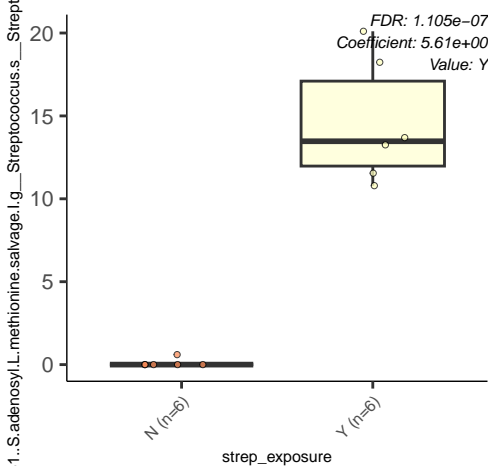 FDR: 1.105e−07
Coefficient: 5.61e+00
Value: Y
1..S.adenosyl.L.methionine.salvage.I.g__Streptococcus.s__Strept
20
15
10
5
0
N (n=6)
Y (n=6)
strep_exposure